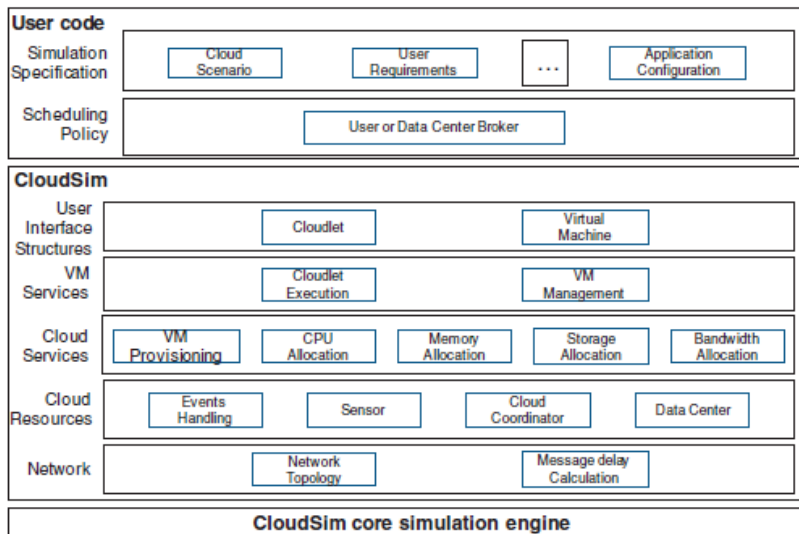 User code
Simulation
Specification
Cloud
Scenario
User
Requirements
...
Application
Configuration
Scheduling
Policy
User or Data Center Broker
CloudSim
User
Interface
Structures
Cloudlet
Virtual
Machine
VM
Services
Cloudlet
Execution
VM
Management
Cloud
Services
VM
Provisioning
CPU
Allocation
Memory
Allocation
Storage
Allocation
Bandwidth
Allocation
Cloud
Resources
Events
Handling
Sensor
Cloud
Coordinator
Data Center
Network
Network
Topology
Message delay
Calculation
CloudSim core simulation engine